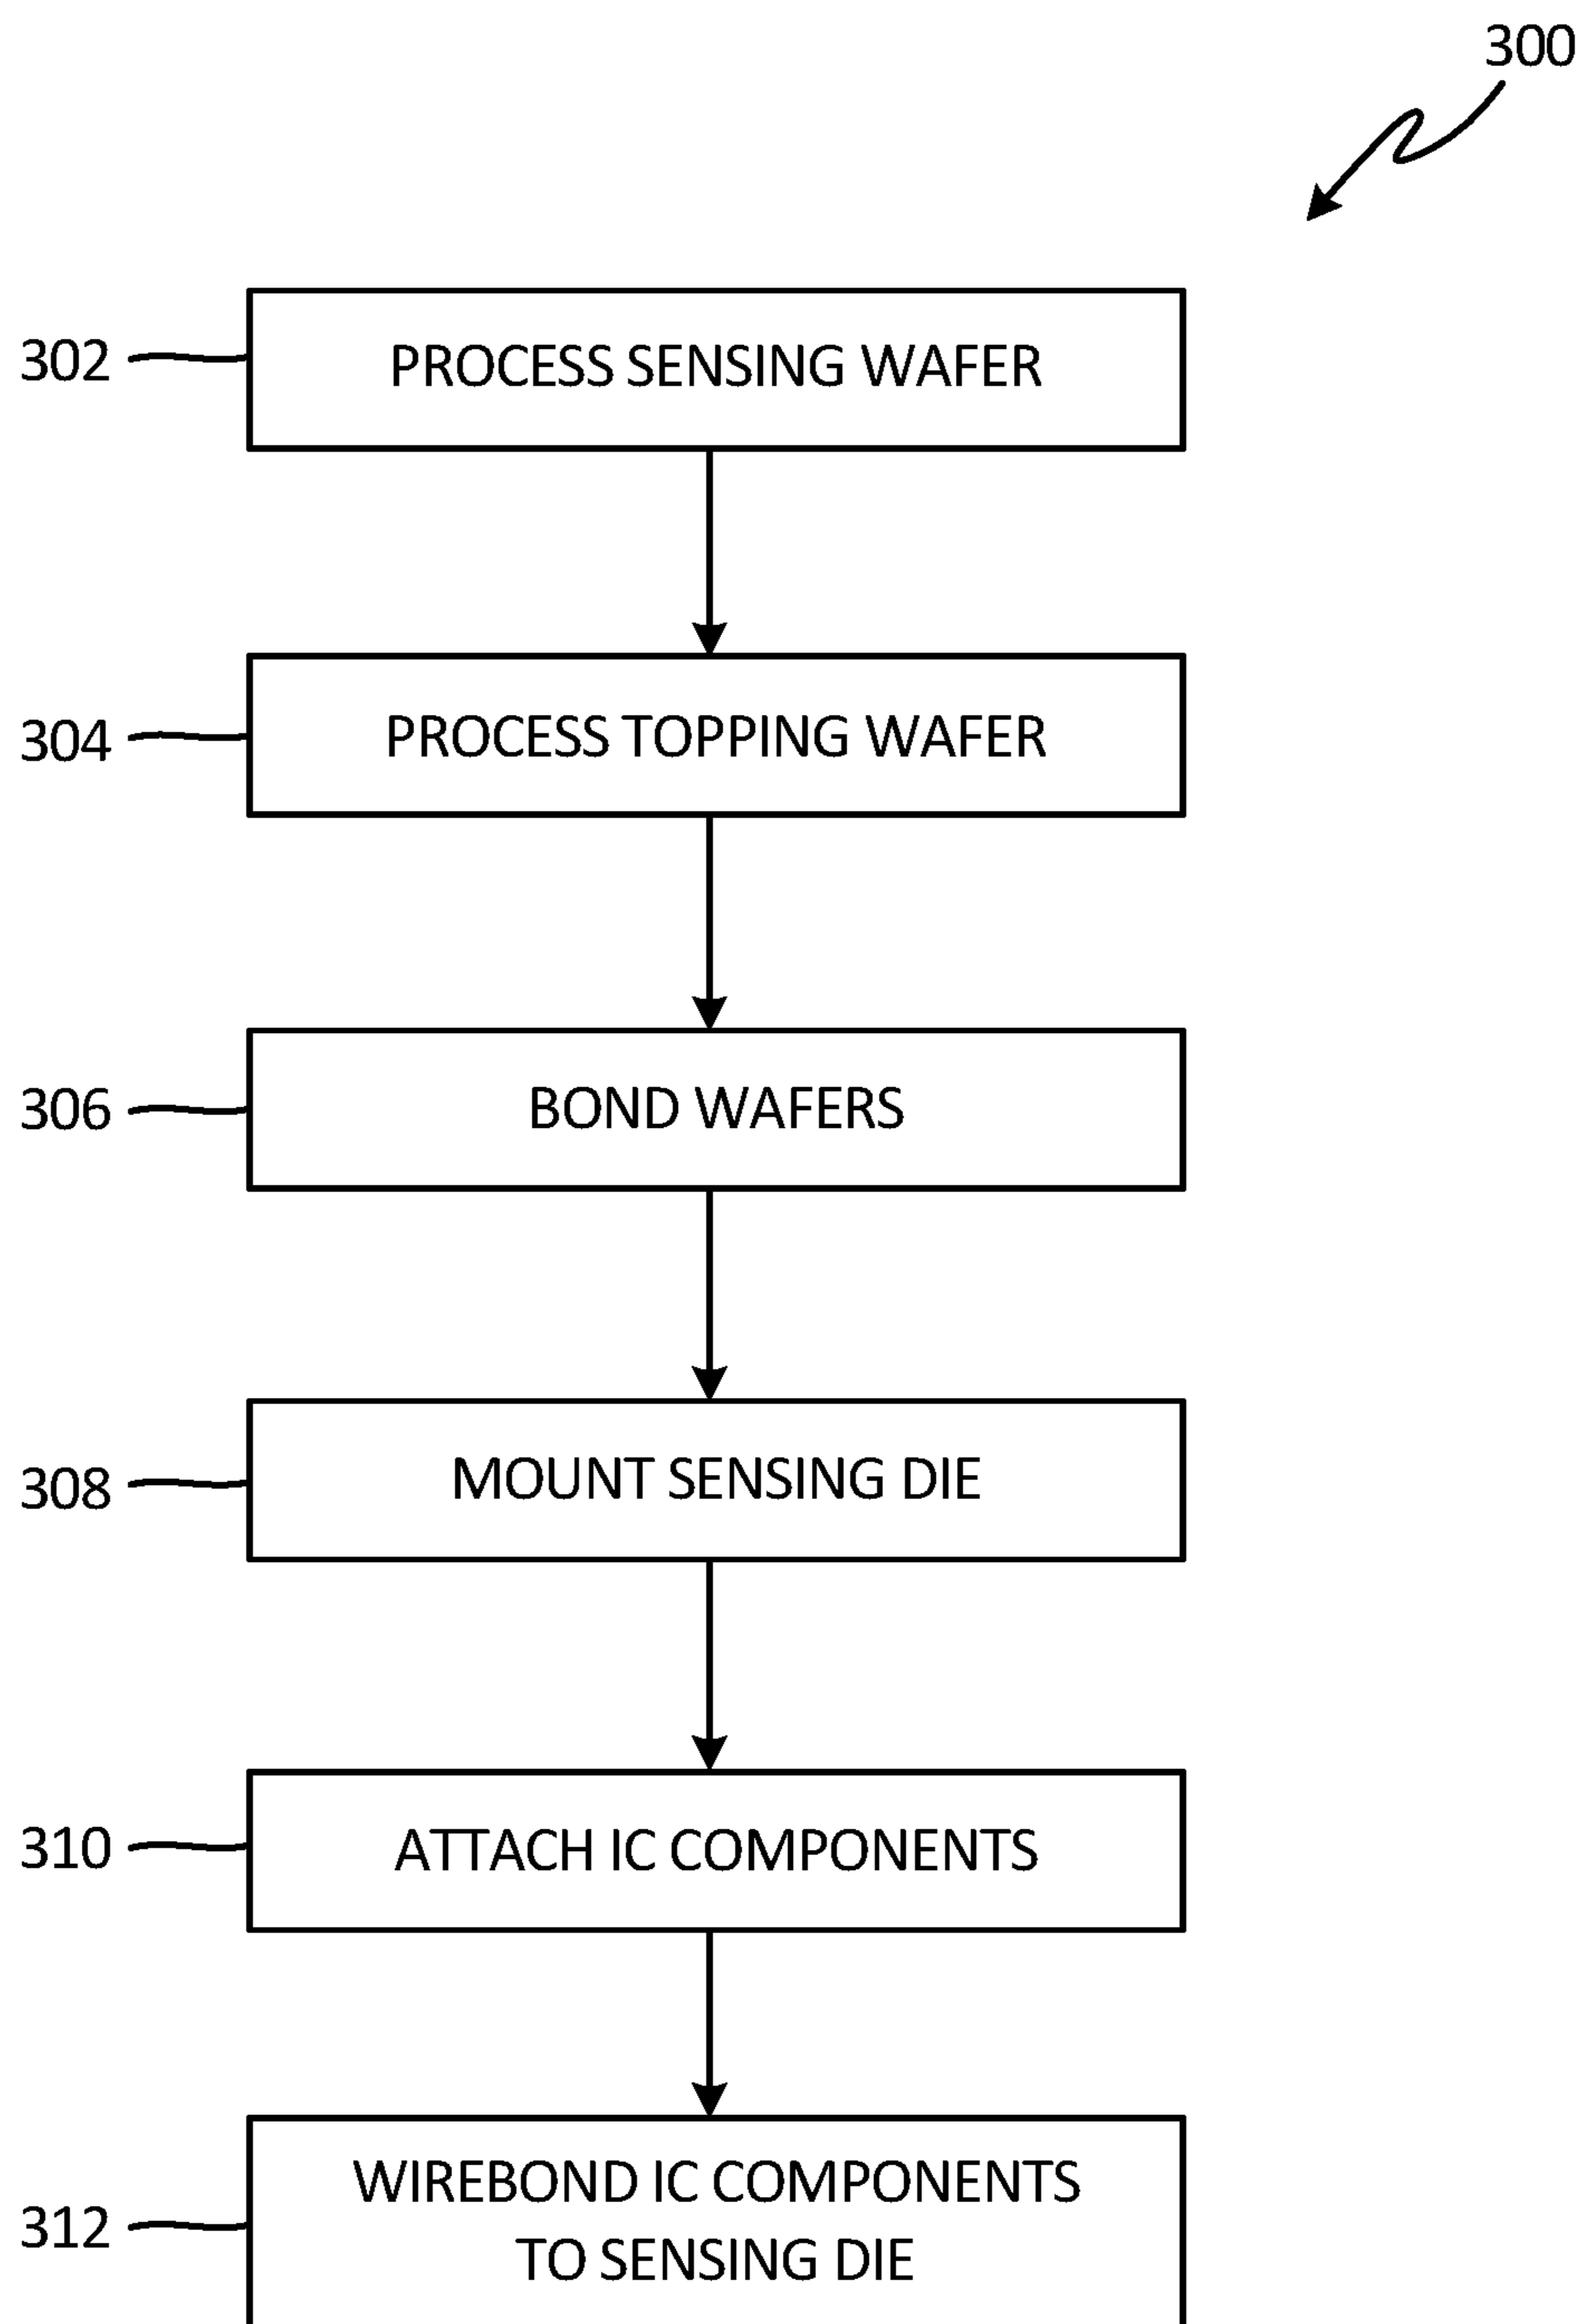 300
302
PROCESS SENSING WAFER
304
PROCESS TOPPING WAFER
306
BOND WAFERS
308
MOUNT SENSING DIE
310
ATTACH IC COMPONENTS
312
WIREBOND IC COMPONENTS
TO SENSING DIE